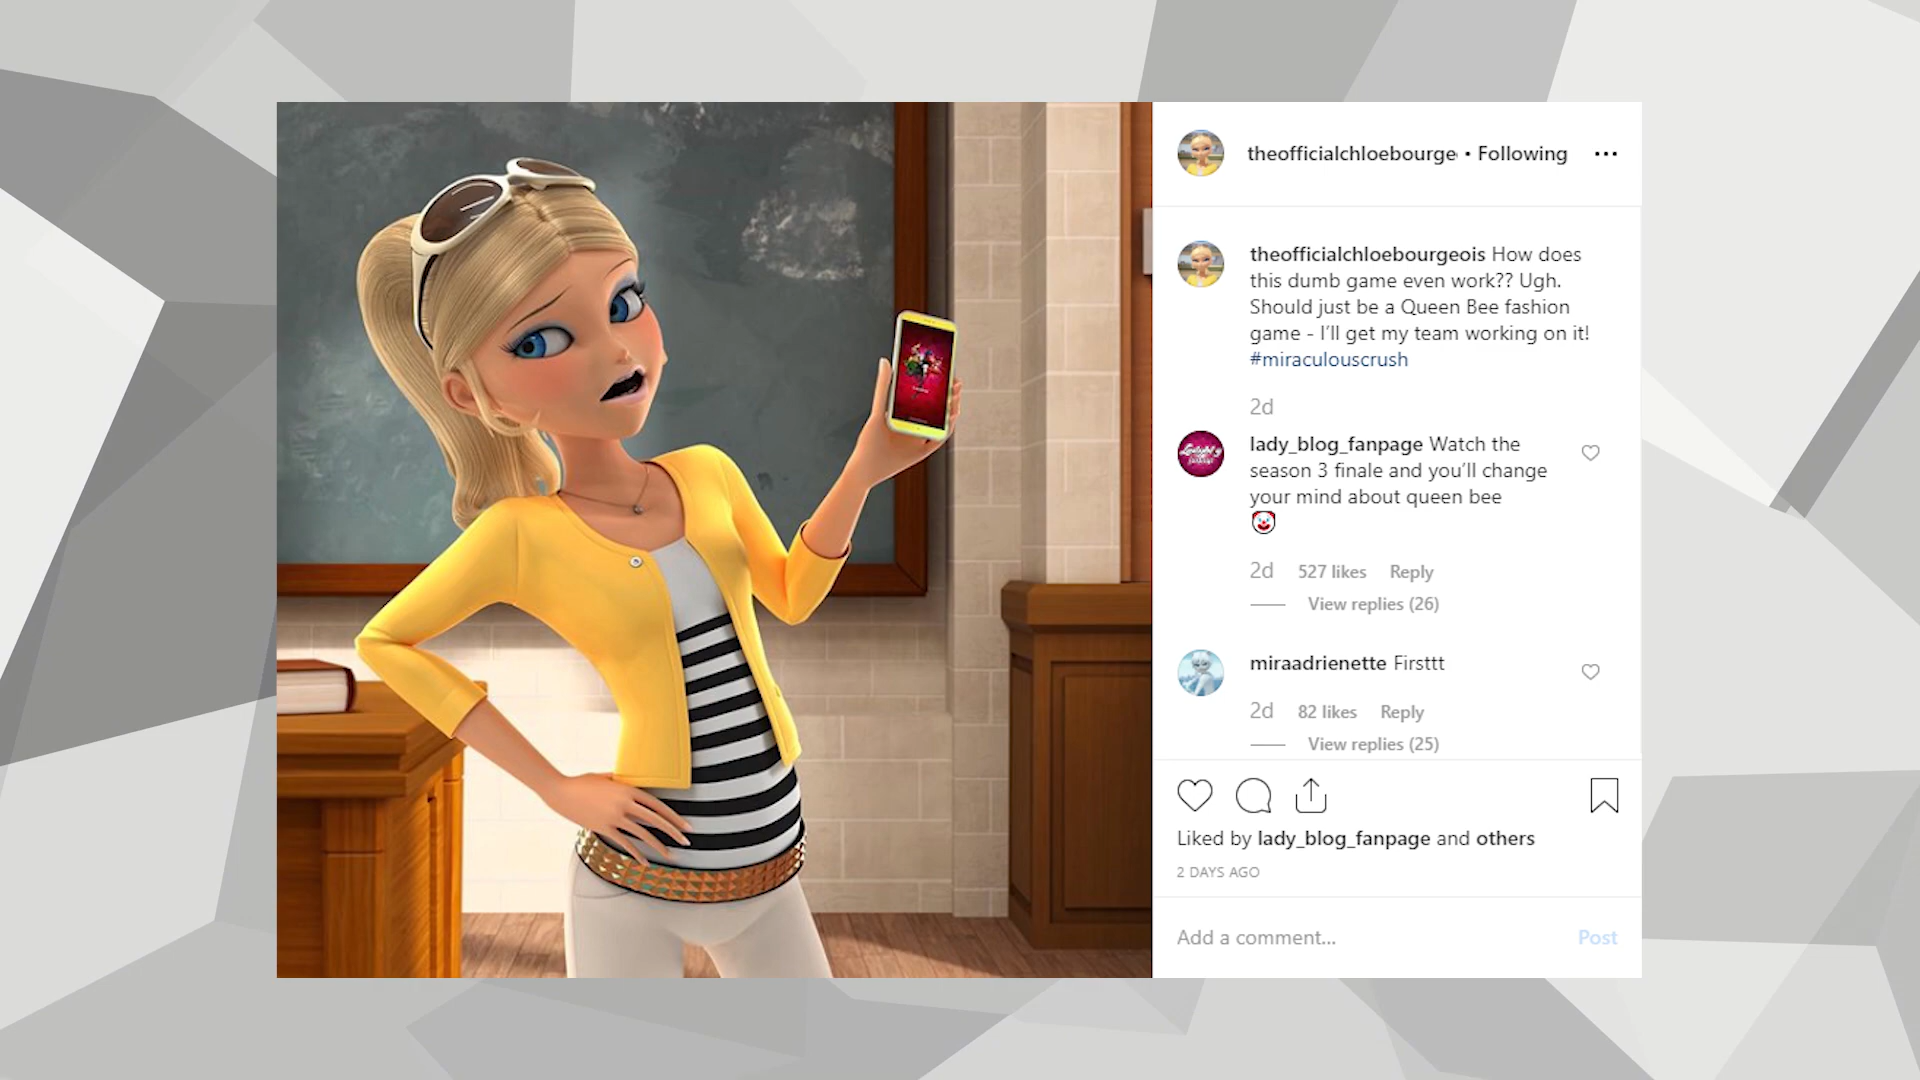 theofficialchloebourge • Following
theofficialchloebourgeois How does
this dumb game even work?? Ugh.
Should just be a Queen Bee fashion
game - I'll get my team working on it!
#miraculouscrush
2d
lady_blog_fanpage Watch the
season 3 finale and you'll change
your mind about queen bee
🤡
2d 527 likes Reply
View replies (26)
miraadrienette Firsttt
2d 82 likes Reply
View replies (25)
Liked by lady_blog_fanpage and others
2 DAYS AGO
Add a comment... Post